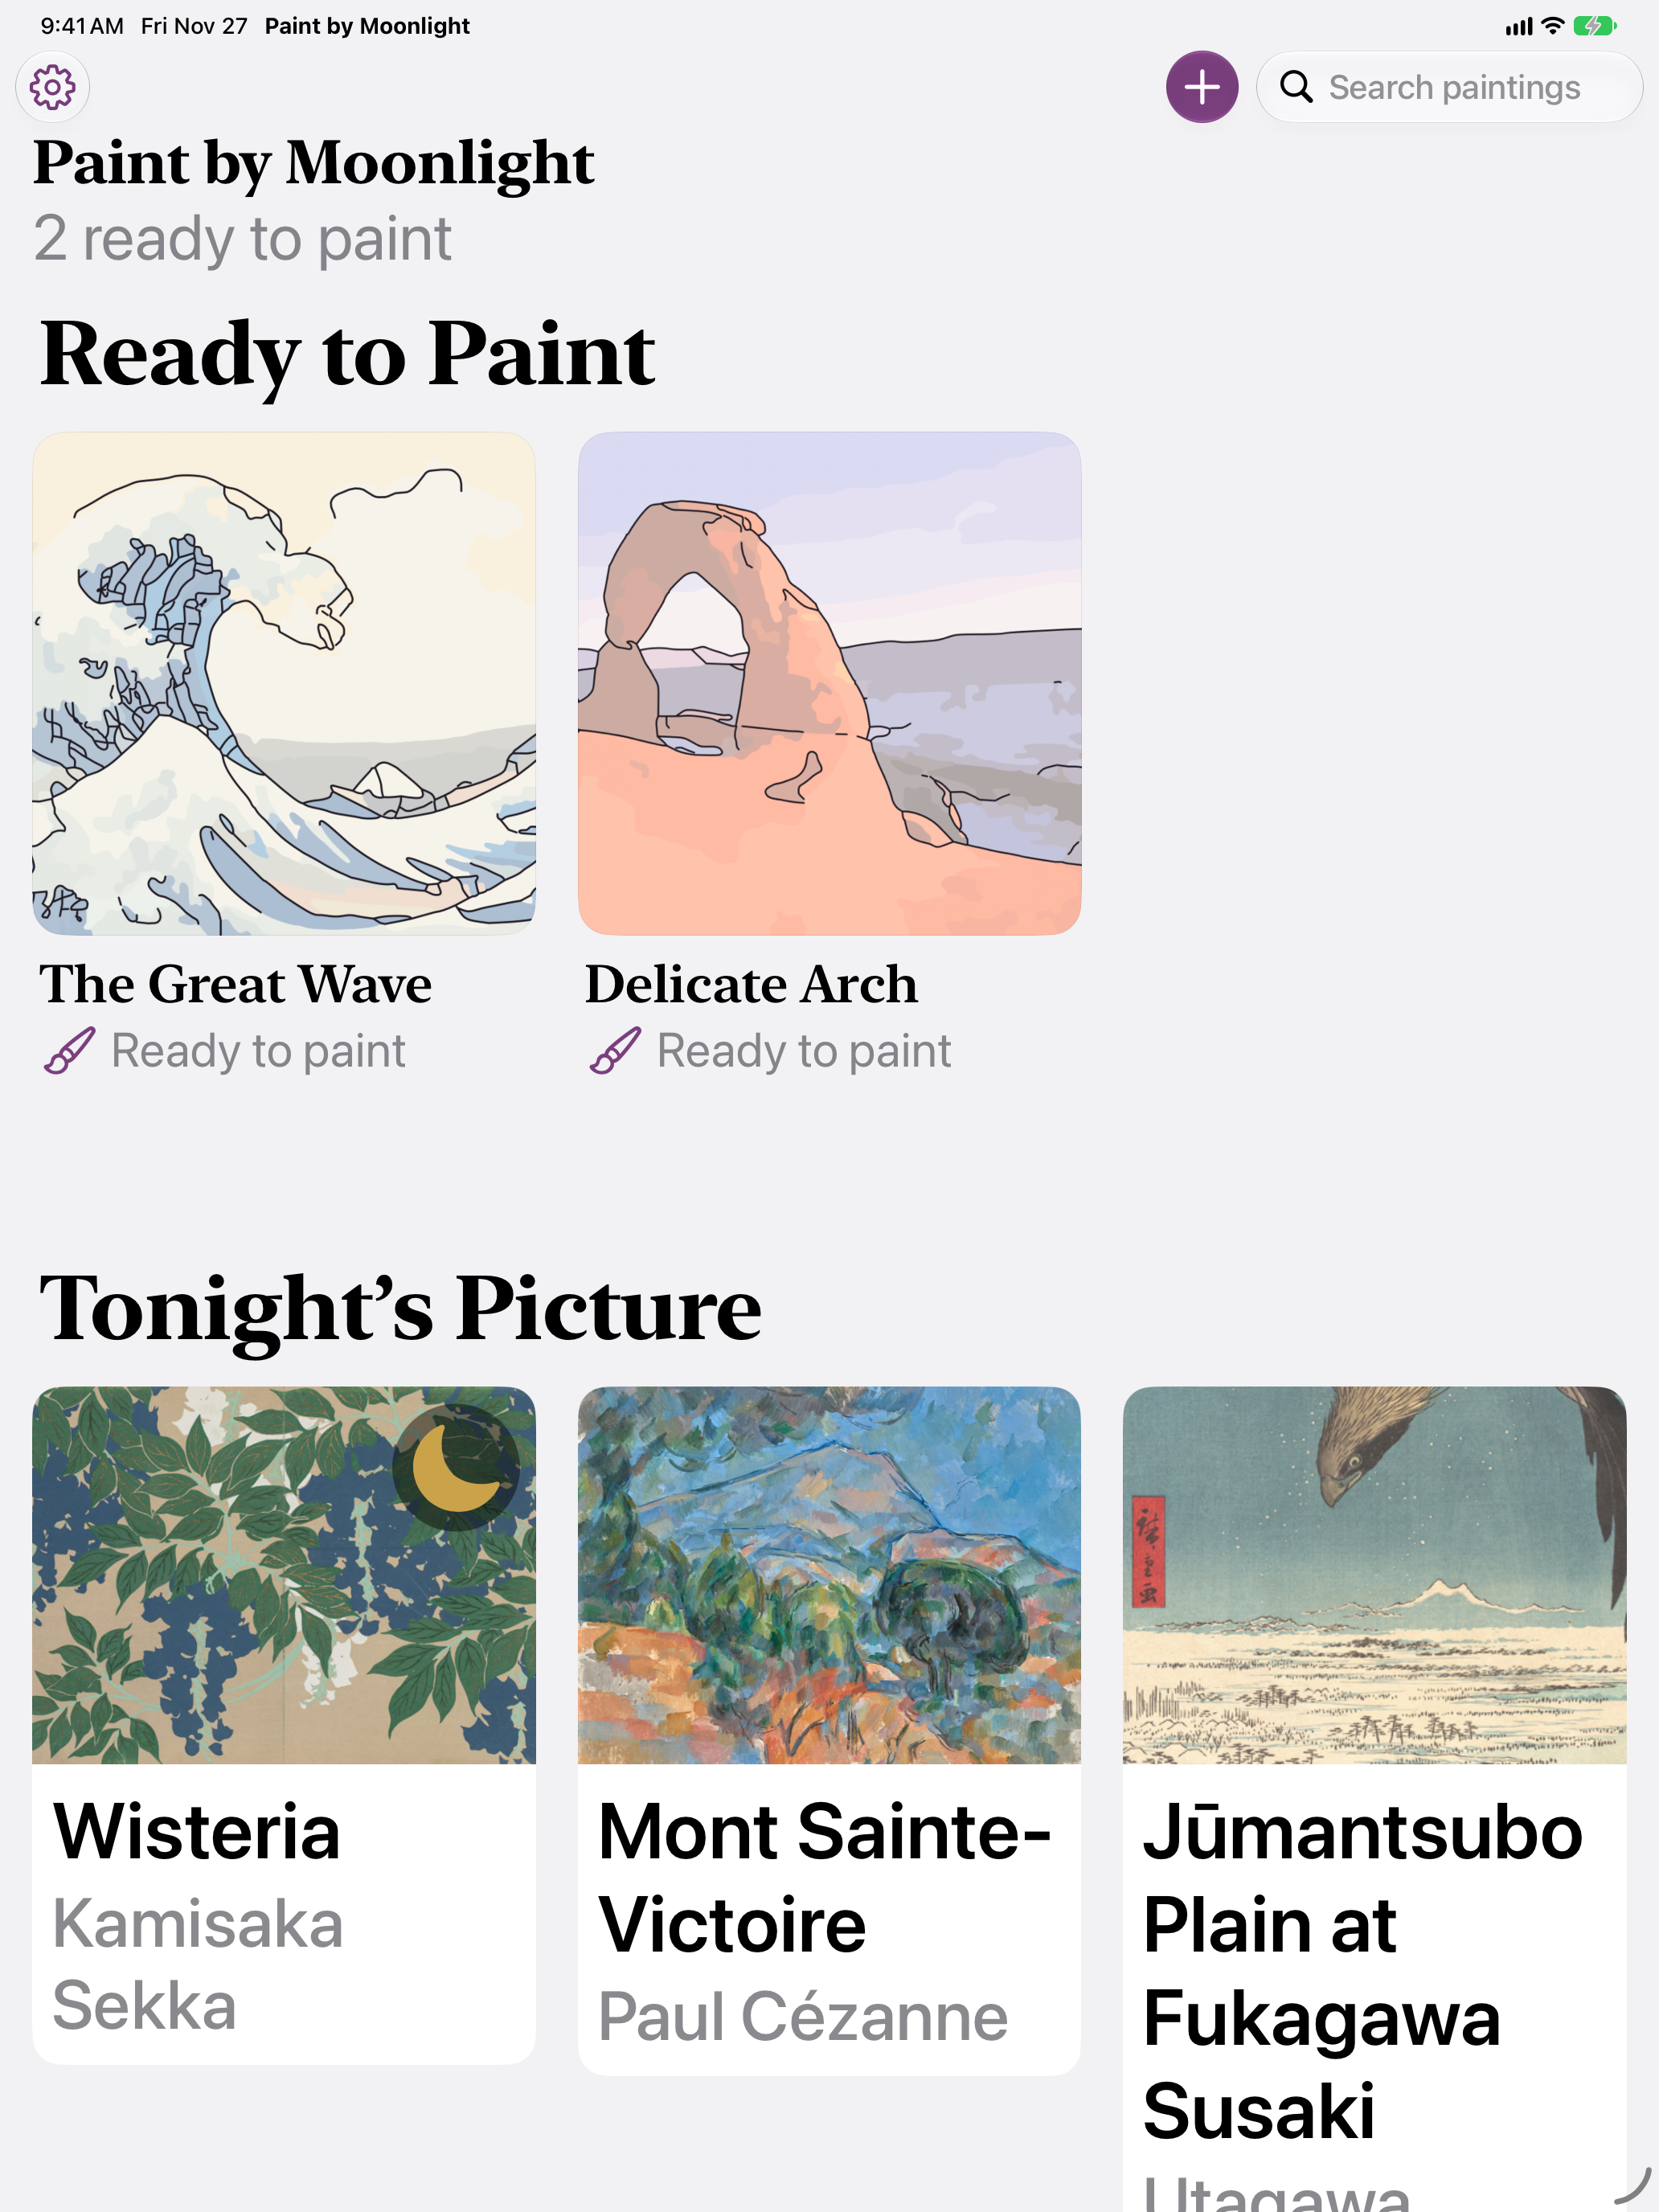 9:41 AM Fri Nov 27 Paint by Moonlight
Search paintings
Paint by Moonlight
2 ready to paint
Ready to Paint
The Great Wave
Ready to paint
Delicate Arch
Ready to paint
Tonight’s Picture
Wisteria
Kamisaka
Sekka
Mont Sainte-
Victoire
Paul Cézanne
Jūmantsubo
Plain at
Fukagawa
Susaki
Utagawa